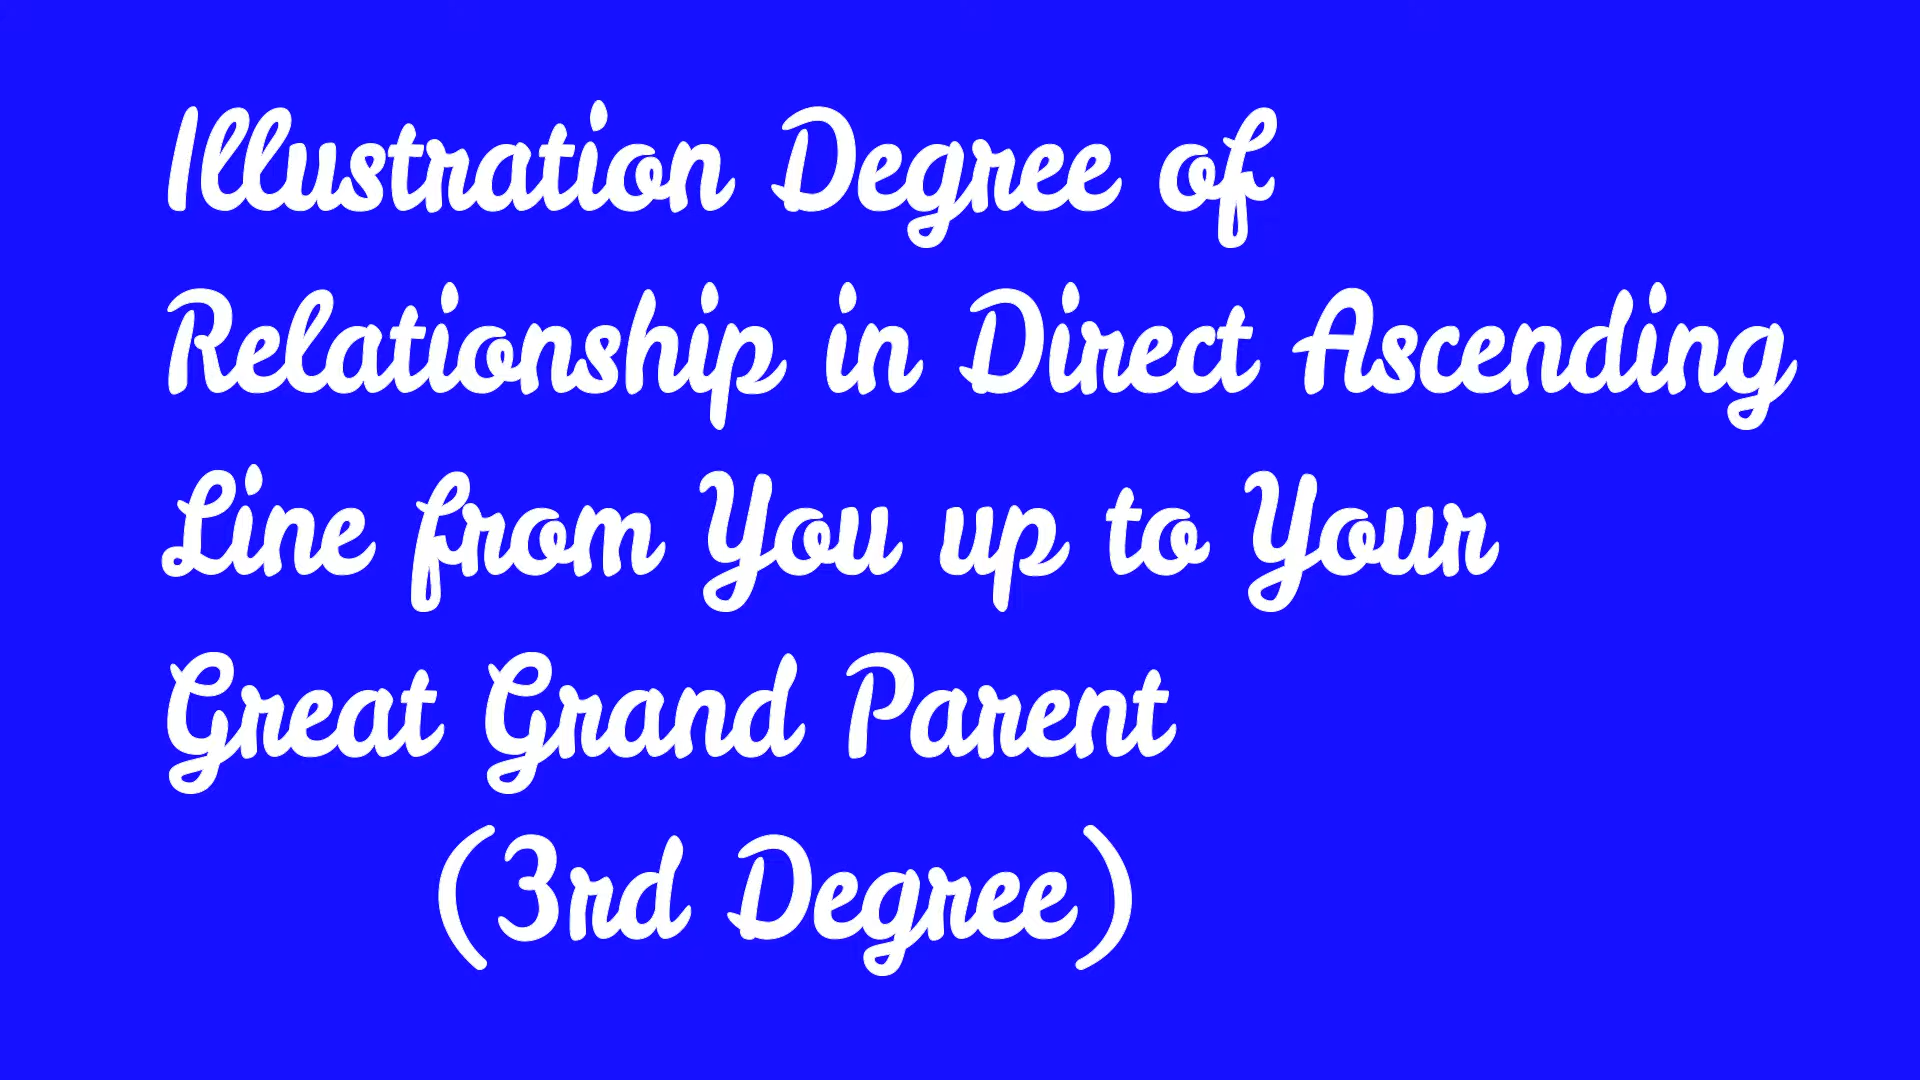 Illustration Degree of
Relationship in Direct Ascending
Line from You up to Your
Great Grand Parent
(3rd Degree)